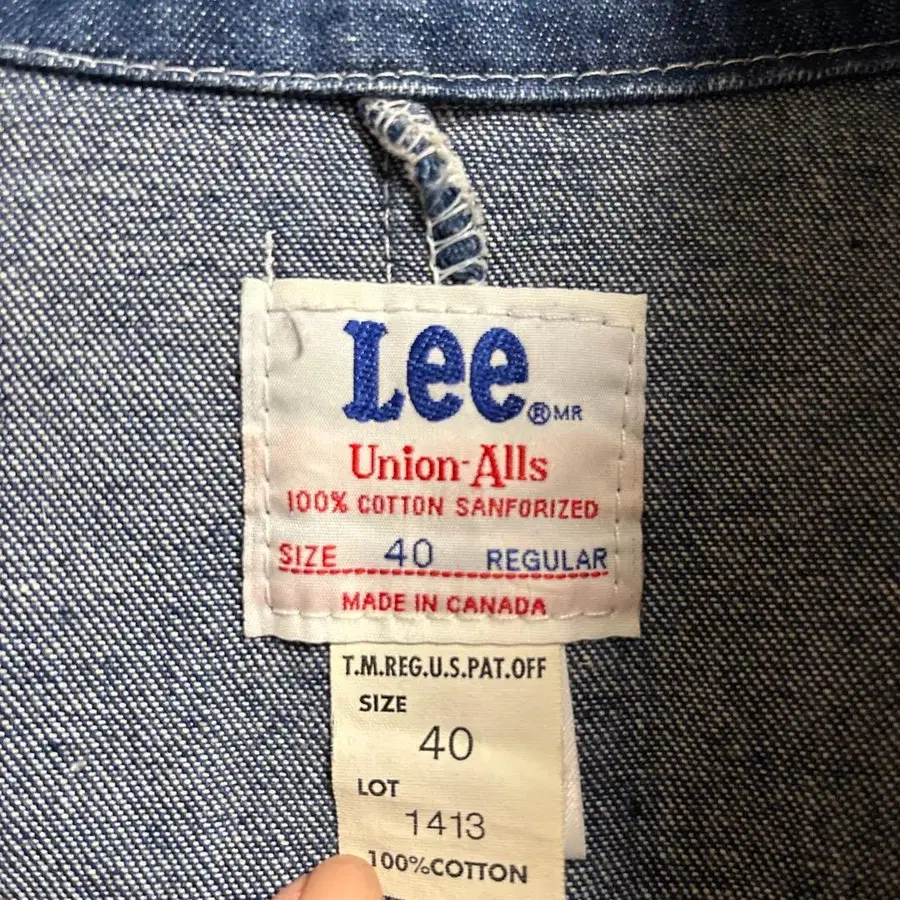 Lee ® MR
Union-Alls
100% COTTON SANFORIZED
SIZE 40 REGULAR
MADE IN CANADA
T.M.REG.U.S.PAT.OFF
SIZE
40
LOT
1413
100%COTTON